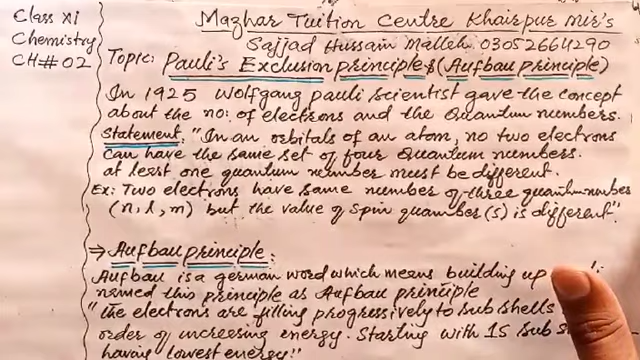 Class XI
Chemistry
CH# 02
Mazhar Tuition Centre Khairpur Mir's
Sajjad Hussain Mallah 03052664290
Topic: Pauli's Exclusion principle & (Aufbau principle)
In 1925 Wolfgang pauli scientist gave the concept
about the no: of electrons and the Quantum numbers.
Statement: "In an orbitals of an atom, no two electrons
can have the same set of four Quantum numbers.
at least one quantum number must be different.
Ex: Two electrons have same number of three quantum number
(n, l, m) but the value of spin quamber (s) is different".
⇒ Aufbau principle:
Aufbau is a german word which means building up
named this principle as Aufbau principle
"the electrons are filling progressively to sub shells
order of increasing energy. Starting with 1S sub
having lowest energy"